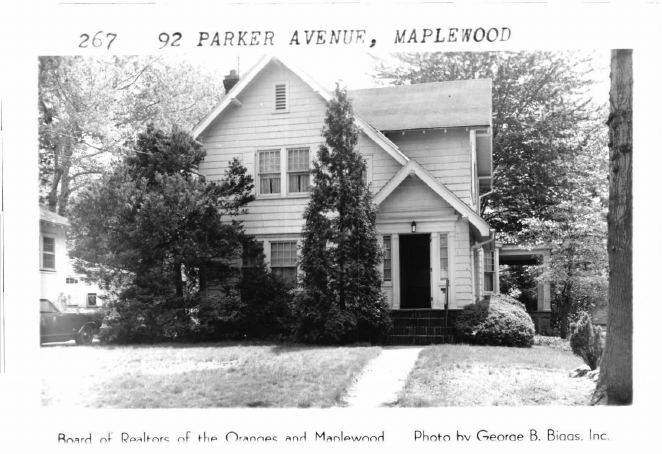 267 92 PARKER AVENUE, MAPLEWOOD
Board of Realtors of the Oranges and Maplewood Photo by George B. Biggs, Inc.